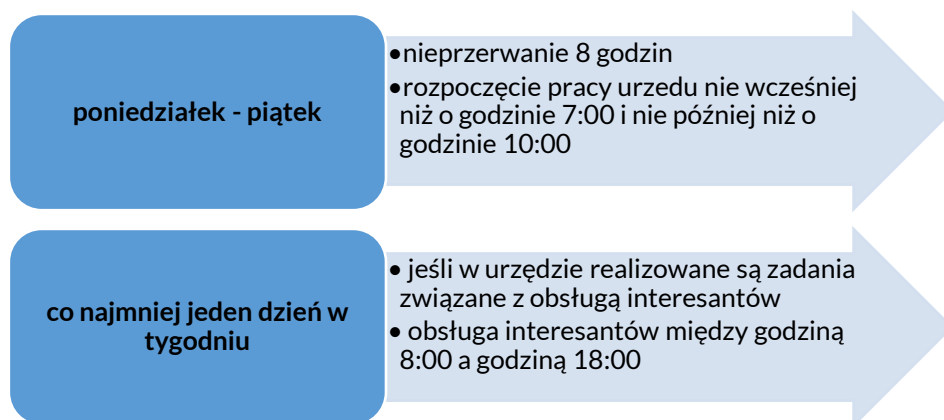 poniedziałek - piątek
•nieprzerwanie 8 godzin
•rozpoczęcie pracy urzedu nie wcześniej
niż o godzinie 7:00 i nie później niż o
godzinie 10:00
co najmniej jeden dzień w
tygodniu
• jeśli w urzędzie realizowane są zadania
związane z obsługą interesantów
• obsługa interesantów między godziną
8:00 a godziną 18:00